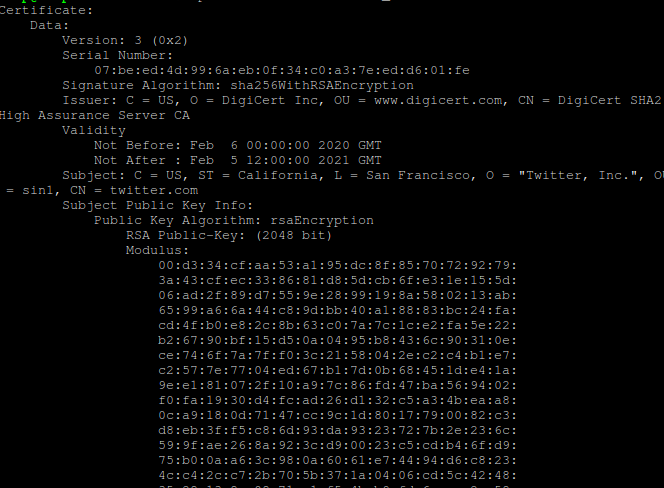 Certificate:
Data:
Version: 3 (0x2)
Serial Number:
07:be:ed:4d:99:6a:eb:0f:34:c0:a3:7e:ed:d6:01:fe
Signature Algorithm: sha256WithRSAEncryption
Issuer: C = US, O = DigiCert Inc, OU = www.digicert.com, CN = DigiCert SHA2
High Assurance Server CA
Validity
Not Before: Feb  6 00:00:00 2020 GMT
Not After : Feb  5 12:00:00 2021 GMT
Subject: C = US, ST = California, L = San Francisco, O = "Twitter, Inc.", OU
= sin1, CN = twitter.com
Subject Public Key Info:
Public Key Algorithm: rsaEncryption
RSA Public-Key: (2048 bit)
Modulus:
00:d3:34:cf:aa:53:a1:95:dc:8f:85:70:72:92:79:
3a:43:cf:ec:33:86:81:d8:5d:cb:6f:e3:1e:15:5d:
06:ad:2f:89:d7:55:9e:28:99:19:8a:58:02:13:ab:
65:99:a6:6a:44:c8:9d:bb:40:a1:88:83:bc:24:fa:
cd:4f:b0:e8:2c:8b:63:c0:7a:7c:1c:e2:fa:5e:22:
b2:67:90:bf:15:d5:0a:04:95:b8:43:6c:90:31:0e:
ce:74:6f:7a:7f:f0:3c:21:58:04:2e:c2:c4:b1:e7:
c2:57:7e:77:04:ed:67:b1:7d:0b:68:45:1d:e4:1a:
9e:e1:81:07:2f:10:a9:7c:86:fd:47:ba:56:94:02:
f0:fa:19:30:d4:fc:ad:26:d1:32:c5:a3:4b:ea:a8:
0c:a9:18:0d:71:47:cc:9c:1d:80:17:79:00:82:c3:
d8:eb:3f:f5:c8:6d:93:da:93:23:72:7b:2e:23:6c:
59:9f:ae:26:8a:92:3c:d9:00:23:c5:cd:b4:6f:d9:
75:b0:0a:a6:3c:98:0a:60:61:e7:44:94:d6:c8:23:
4c:c4:2c:c7:2b:70:5b:37:1a:04:06:cd:5c:42:48: